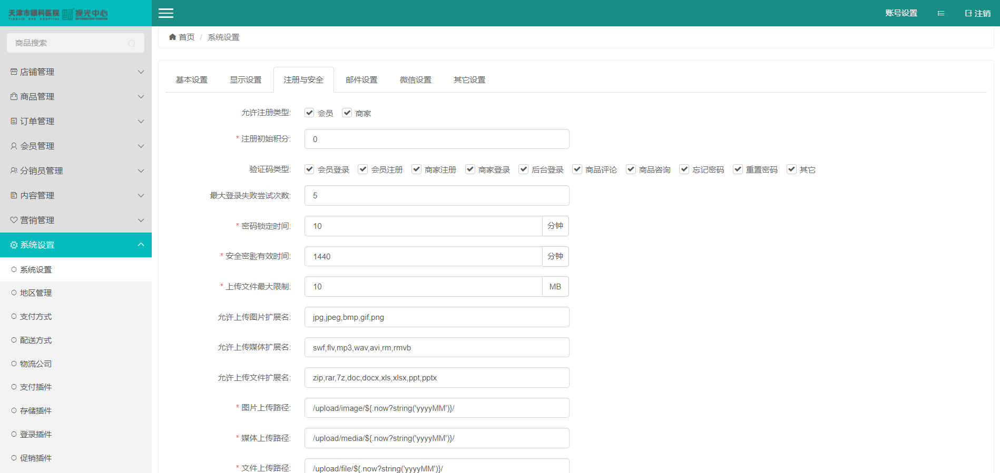 天津市眼科医院 视光中心
TIANJIN EYE HOSPITAL OPTOMETRIC CENTER
账号设置
注销
商品搜索
首页 / 系统设置
店铺管理
商品管理
订单管理
会员管理
分销员管理
内容管理
营销管理
系统设置
系统设置
地区管理
支付方式
配送方式
物流公司
支付插件
存储插件
登录插件
促销插件
基本设置 显示设置 注册与安全 邮件设置 微信设置 其它设置
允许注册类型: 会员 商家
* 注册初始积分: 0
验证码类型: 会员登录 会员注册 商家注册 商家登录 后台登录 商品评论 商品咨询 忘记密码 重置密码 其它
最大登录失败尝试次数: 5
* 密码锁定时间: 10 分钟
* 安全密匙有效时间: 1440 分钟
* 上传文件最大限制: 10 MB
允许上传图片扩展名: jpg,jpeg,bmp,gif,png
允许上传媒体扩展名: swf,flv,mp3,wav,avi,rm,rmvb
允许上传文件扩展名: zip,rar,7z,doc,docx,xls,xlsx,ppt,pptx
* 图片上传路径: /upload/image/${.now?string('yyyyMM')}/
* 媒体上传路径: /upload/media/${.now?string('yyyyMM')}/
* 文件上传路径: /upload/file/${.now?string('yyyyMM')}/